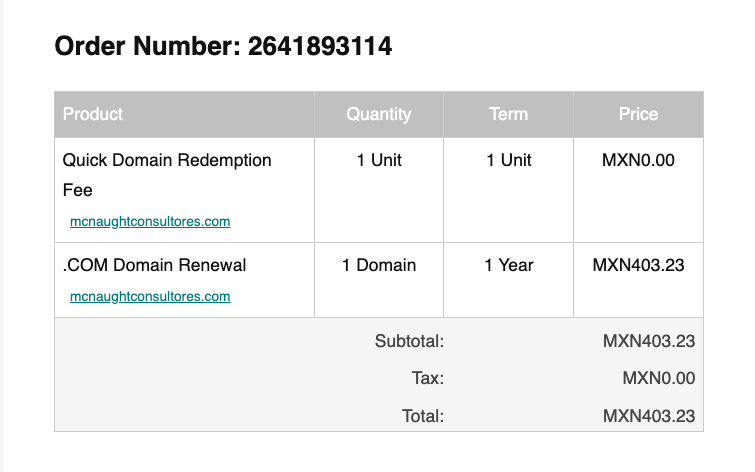 Order Number: 2641893114
Product Quantity Term Price
Quick Domain Redemption 1 Unit 1 Unit MXN0.00
Fee
mcnaughtconsultores.com
.COM Domain Renewal 1 Domain 1 Year MXN403.23
mcnaughtconsultores.com
Subtotal: MXN403.23
Tax: MXN0.00
Total: MXN403.23